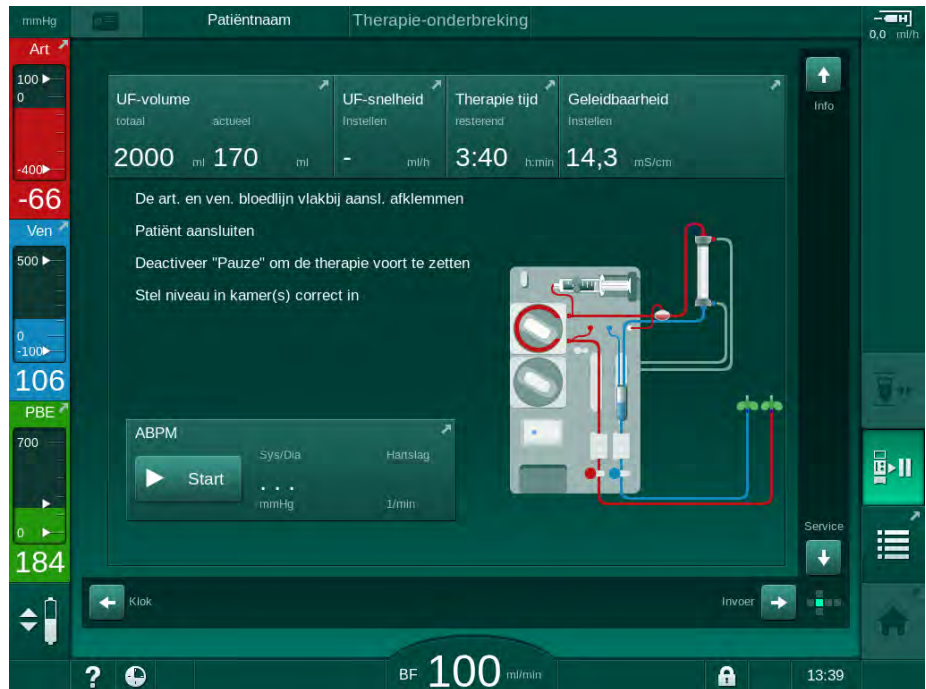 mmHg
Patiëntnaam
Therapie-onderbreking
0,0 ml/h
Art
100
0
-400
-66
Ven
500
0
-100
106
PBE
700
0
184
UF-volume
totaal actueel
2000 ml 170 ml
UF-snelheid
Instellen
- ml/h
Therapie tijd
resterend
3:40 h:min
Geleidbaarheid
Instellen
14,3 mS/cm
Info
De art. en ven. bloedlijn vlakbij aansl. afklemmen
Patiënt aansluiten
Deactiveer "Pauze" om de therapie voort te zetten
Stel niveau in kamer(s) correct in
ABPM
Sys/Dia Hartslag
Start
. . .
mmHg 1/min
Service
Klok
Invoer
? BF 100 ml/min 13:39